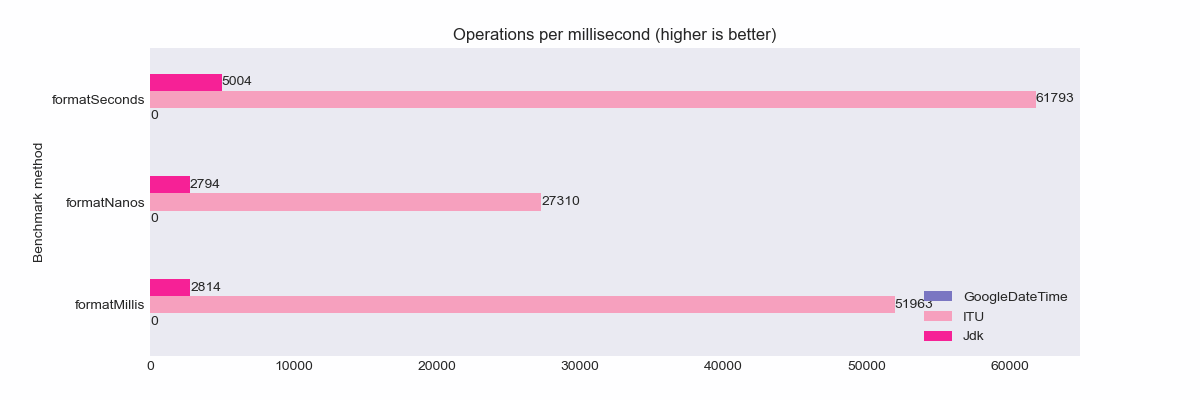 Operations per millisecond (higher is better)
Benchmark method
formatSeconds
5004
61793
0
formatNanos
2794
27310
0
formatMillis
2814
51963
0
GoogleDateTime
ITU
Jdk
0 10000 20000 30000 40000 50000 60000